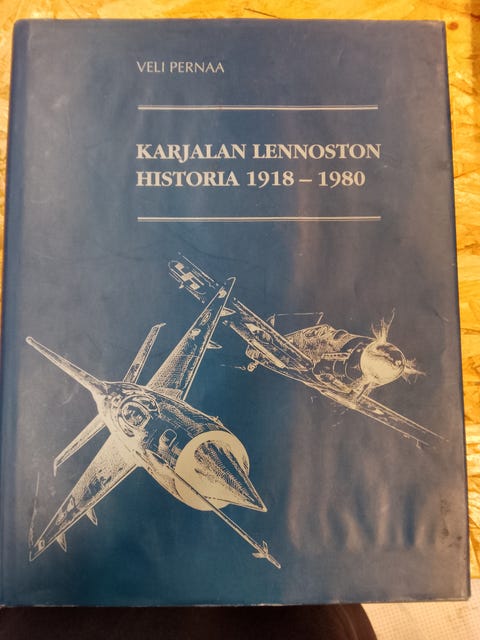 VELI PERNAA
KARJALAN LENNOSTON
HISTORIA 1918 – 1980